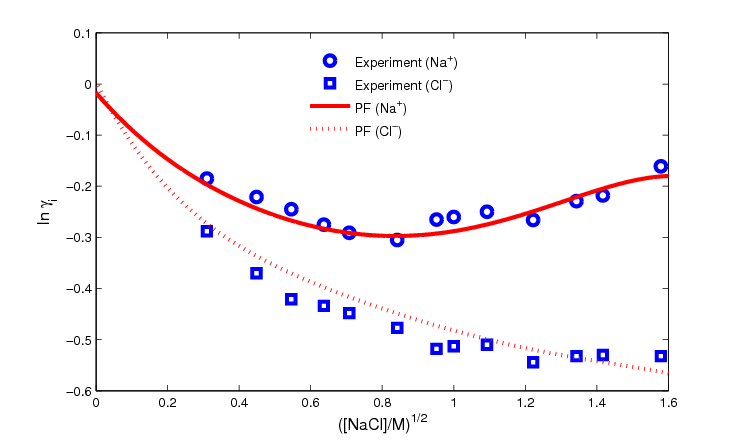 0.1
0
−0.1
−0.2
−0.3
−0.4
−0.5
−0.6
ln γi
Experiment (Na⁺)
Experiment (Cl⁻)
PF (Na⁺)
PF (Cl⁻)
0 0.2 0.4 0.6 0.8 1 1.2 1.4 1.6
([NaCl]/M)^1/2